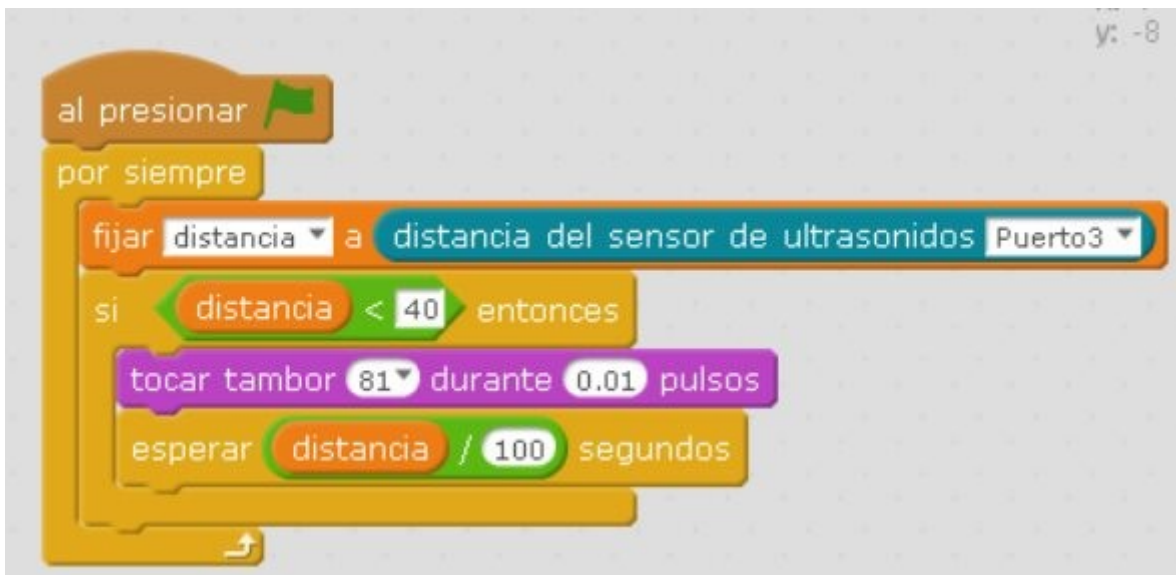 y: -8
al presionar
por siempre
fijar distancia a distancia del sensor de ultrasonidos Puerto3
si distancia < 40 entonces
tocar tambor 81 durante 0.01 pulsos
esperar distancia / 100 segundos